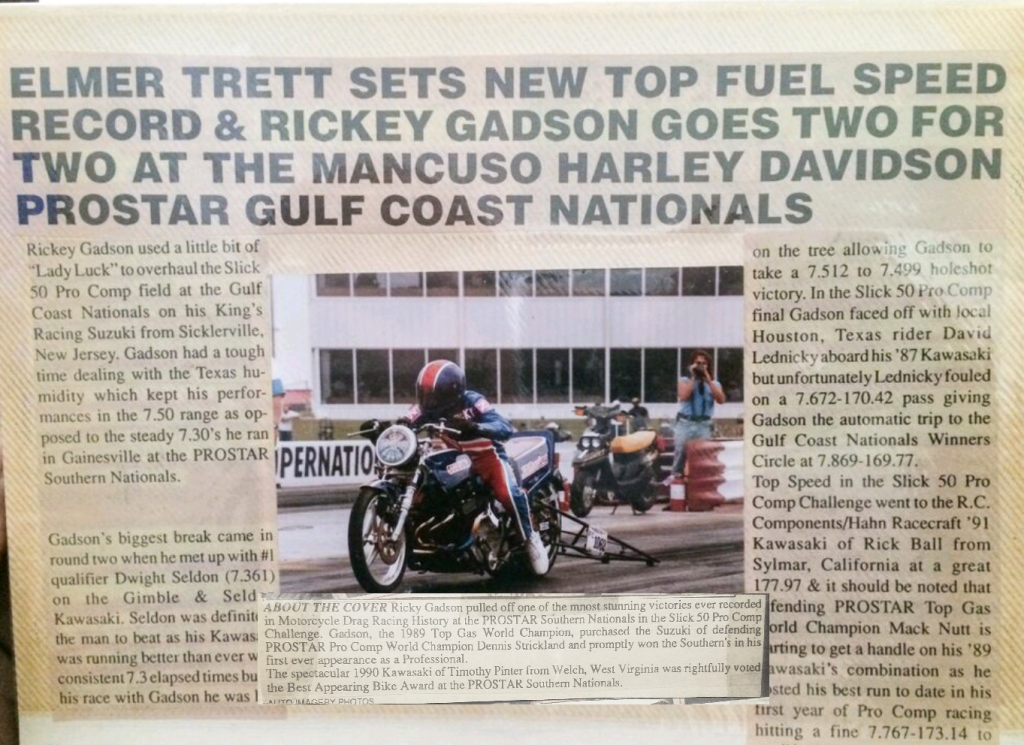 ELMER TRETT SETS NEW TOP FUEL SPEED
RECORD & RICKEY GADSON GOES TWO FOR
TWO AT THE MANCUSO HARLEY DAVIDSON
PROSTAR GULF COAST NATIONALS
Rickey Gadson used a little bit of
"Lady Luck" to overhaul the Slick
50 Pro Comp field at the Gulf
Coast Nationals on his King's
Racing Suzuki from Sicklerville,
New Jersey. Gadson had a tough
time dealing with the Texas hu-
midity which kept his perfor-
mances in the 7.50 range as op-
posed to the steady 7.30's he ran
in Gainesville at the PROSTAR
Southern Nationals.
Gadson's biggest break came in
round two when he met up with #1
qualifier Dwight Seldon (7.361)
on the Gimble & Seld
Kawasaki. Seldon was definit
the man to beat as his Kawas
was running better than ever w
consistent 7.3 elapsed times bu
his race with Gadson he was
PERNATIO
ABOUT THE COVER Ricky Gadson pulled off one of the mnost stunning victories ever recorded
in Motorcycle Drag Racing History at the PROSTAR Southern Nationals in the Slick 50 Pro Comp
Challenge. Gadson, the 1989 Top Gas World Champion, purchased the Suzuki of defending
PROSTAR Pro Comp World Champion Dennis Strickland and promptly won the Southern's in his
first ever appearance as a Professional.
The spectacular 1990 Kawasaki of Timothy Pinter from Welch, West Virginia was rightfully voted
the Best Appearing Bike Award at the PROSTAR Southern Nationals.
AUTO IMAGERY PHOTOS
on the tree allowing Gadson to
take a 7.512 to 7.499 holeshot
victory. In the Slick 50 Pro Comp
final Gadson faced off with local
Houston, Texas rider David
Lednicky aboard his '87 Kawasaki
but unfortunately Lednicky fouled
on a 7.672-170.42 pass giving
Gadson the automatic trip to the
Gulf Coast Nationals Winners
Circle at 7.869-169.77.
Top Speed in the Slick 50 Pro
Comp Challenge went to the R.C.
Components/Hahn Racecraft '91
Kawasaki of Rick Ball from
Sylmar, California at a great
177.97 & it should be noted that
fending PROSTAR Top Gas
orld Champion Mack Nutt is
arting to get a handle on his '89
awasaki's combination as he
osted his best run to date in his
first year of Pro Comp racing
hitting a fine 7.767-173.14 to